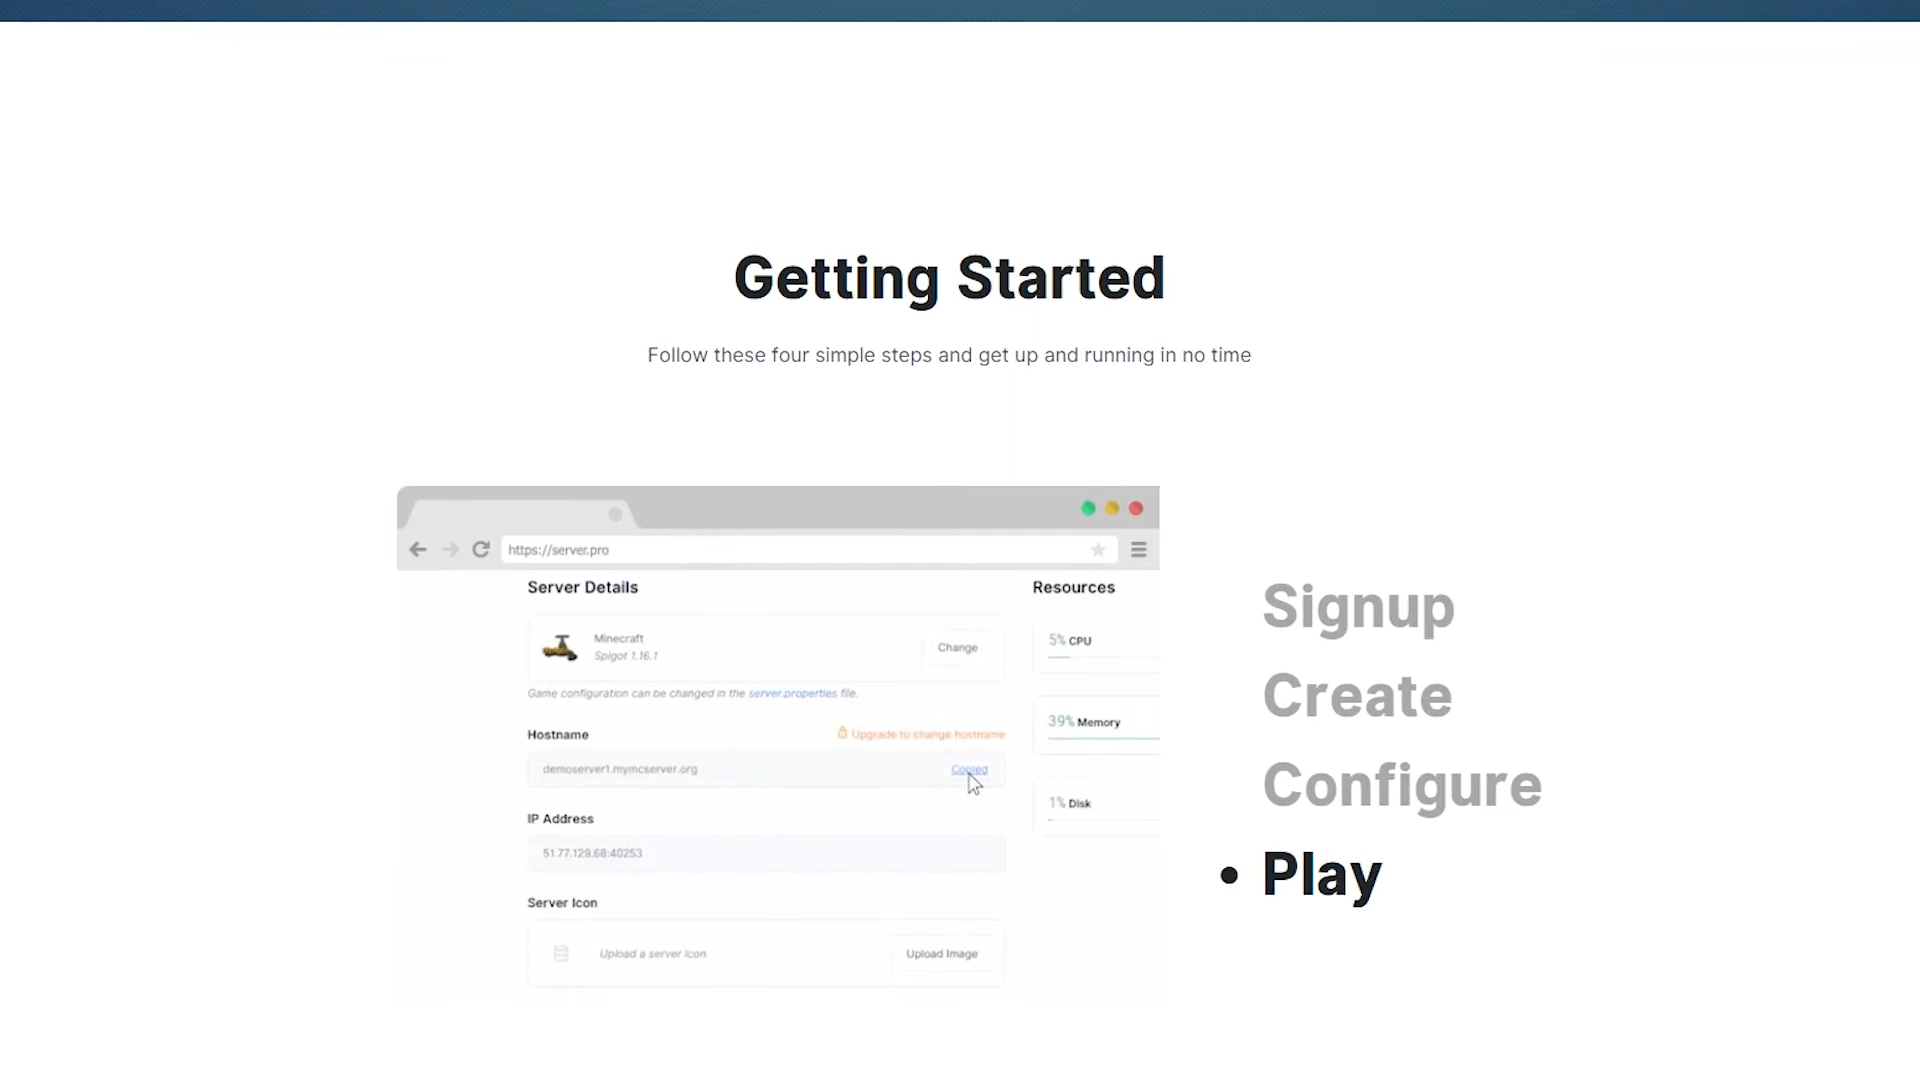 Getting Started
Follow these four simple steps and get up and running in no time
https://server.pro
Server Details
Minecraft
Spigot 1.16.1
Change
Game configuration can be changed in the server.properties file.
Hostname
Upgrade to change hostname
demoserver1.mymcserver.org
Copied
IP Address
51.77.129.68:40253
Server Icon
Upload a server Icon
Upload Image
Resources
5% CPU
39% Memory
1% Disk
Signup
Create
Configure
• Play